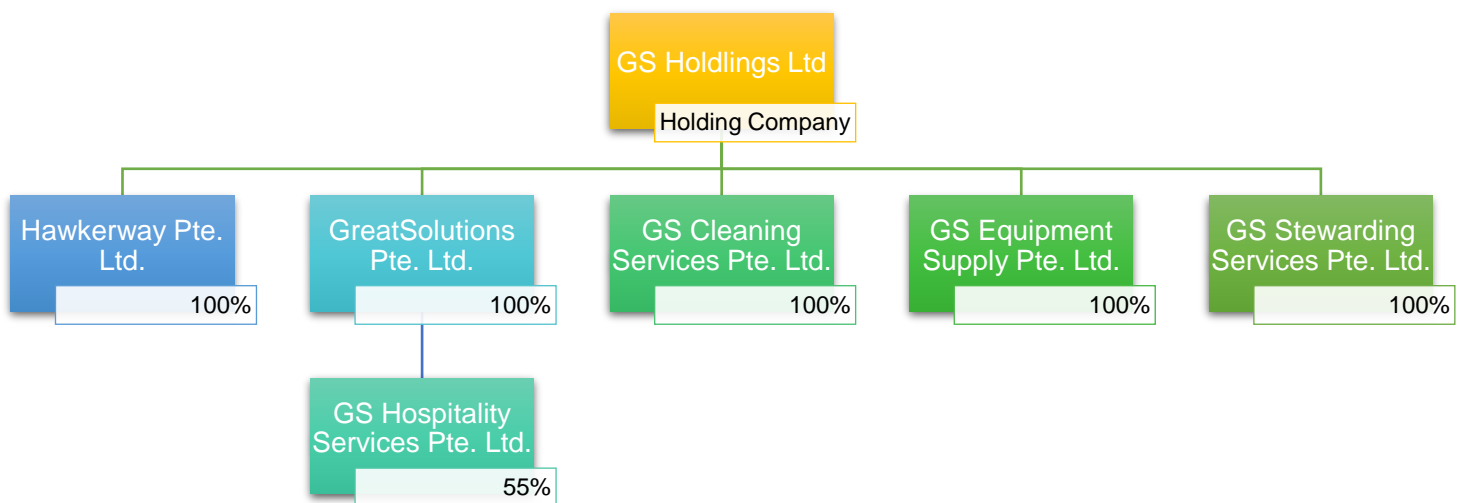 GS Holdlings Ltd
Holding Company
Hawkerway Pte.
Ltd.
100%
GreatSolutions
Pte. Ltd.
100%
GS Cleaning
Services Pte. Ltd.
100%
GS Equipment
Supply Pte. Ltd.
100%
GS Stewarding
Services Pte. Ltd.
100%
GS Hospitality
Services Pte. Ltd.
55%